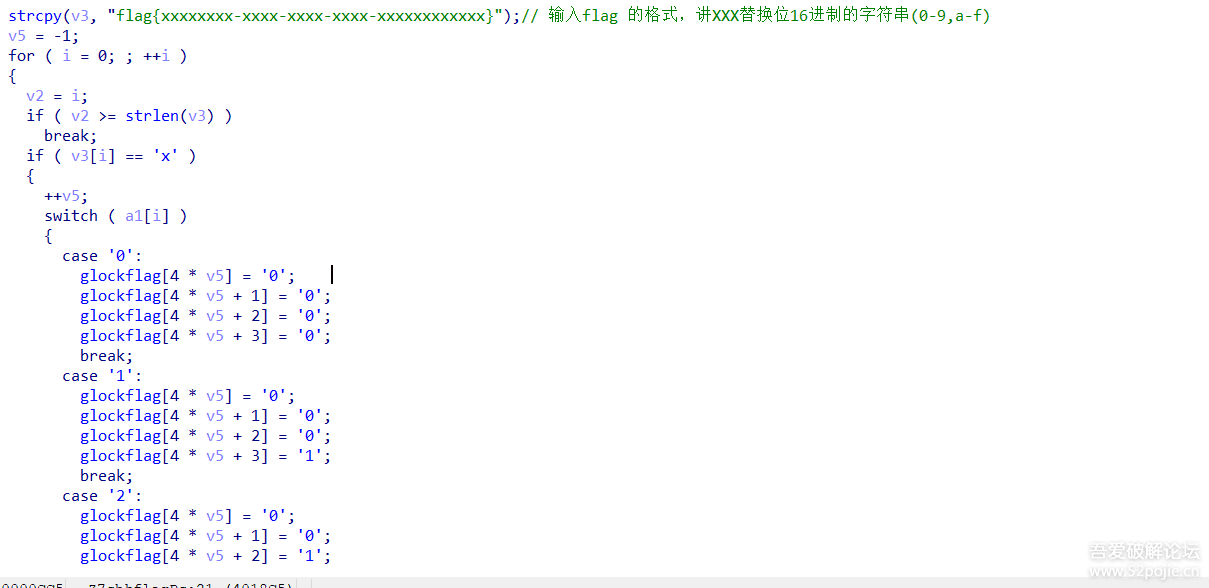 strcpy(v3, "flag{xxxxxxxx-xxxx-xxxx-xxxx-xxxxxxxxxxxx}");// 输入flag 的格式，讲XXX替换位16进制的字符串(0-9,a-f)
v5 = -1;
for ( i = 0; ; ++i )
{
  v2 = i;
  if ( v2 >= strlen(v3) )
    break;
  if ( v3[i] == 'x' )
  {
    ++v5;
    switch ( a1[i] )
    {
      case '0':
        glockflag[4 * v5] = '0';
        glockflag[4 * v5 + 1] = '0';
        glockflag[4 * v5 + 2] = '0';
        glockflag[4 * v5 + 3] = '0';
        break;
      case '1':
        glockflag[4 * v5] = '0';
        glockflag[4 * v5 + 1] = '0';
        glockflag[4 * v5 + 2] = '0';
        glockflag[4 * v5 + 3] = '1';
        break;
      case '2':
        glockflag[4 * v5] = '0';
        glockflag[4 * v5 + 1] = '0';
        glockflag[4 * v5 + 2] = '1';
吾爱破解论坛
www.52pojie.cn